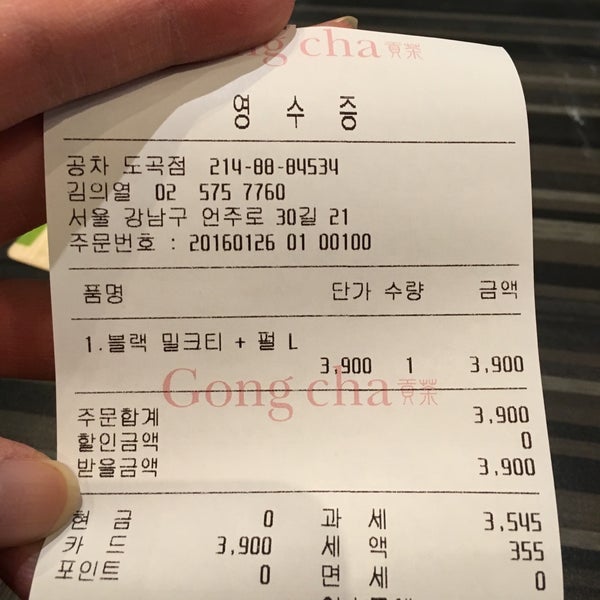 Gong cha 貢茶
영 수 증
공차 도곡점 214-88-84534
김의열 02 575 7760
서울 강남구 언주로 30길 21
주문번호 : 20160126 01 00100
품명 단가 수량 금액
1.블랙 밀크티 + 펄 L
3,900 1 3,900
Gong cha 貢茶
주문합계 3,900
할인금액 0
받을금액 3,900
현 금 0 과 세 3,545
카 드 3,900 세 액 355
포인트 0 면 세 0